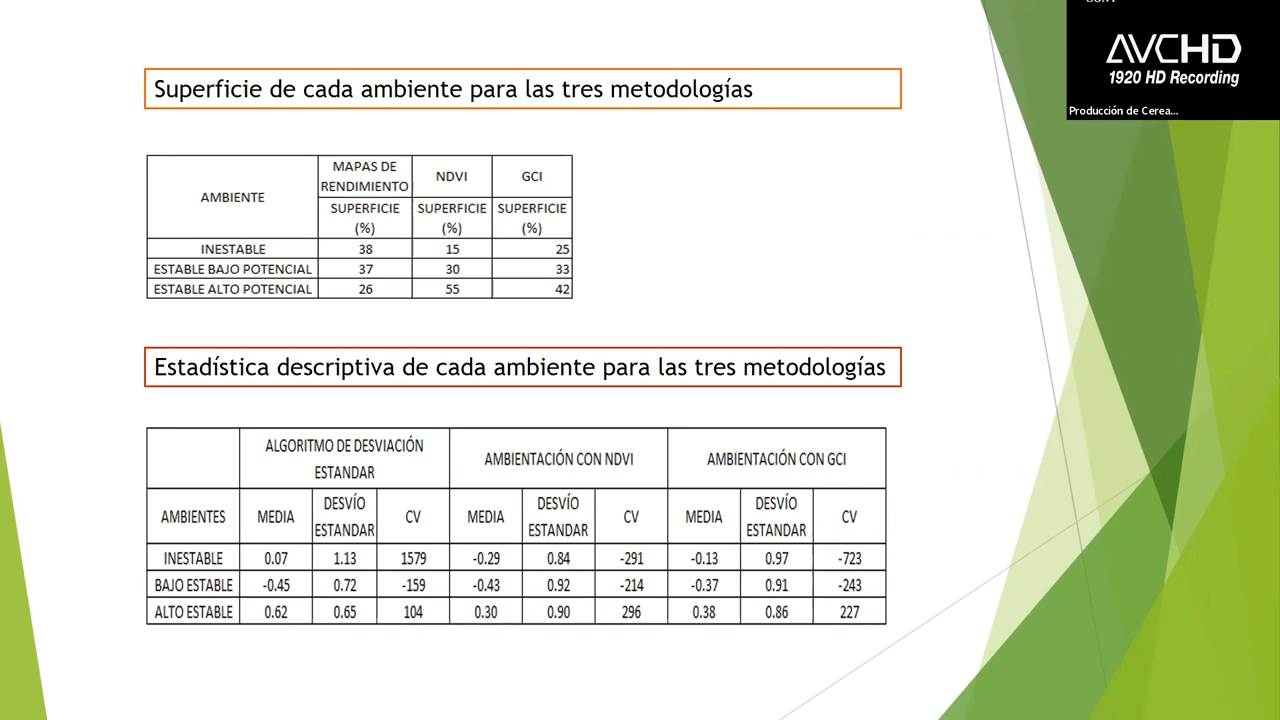 SONY
AVCHD
1920 HD Recording
Producción de Cerea...
Superficie de cada ambiente para las tres metodologías
AMBIENTE
MAPAS DE RENDIMIENTO NDVI GCI
SUPERFICIE (%) SUPERFICIE (%) SUPERFICIE (%)
INESTABLE 38 15 25
ESTABLE BAJO POTENCIAL 37 30 33
ESTABLE ALTO POTENCIAL 26 55 42
Estadística descriptiva de cada ambiente para las tres metodologías
ALGORITMO DE DESVIACIÓN ESTANDAR AMBIENTACIÓN CON NDVI AMBIENTACIÓN CON GCI
AMBIENTES MEDIA DESVÍO ESTANDAR CV MEDIA DESVÍO ESTANDAR CV MEDIA DESVÍO ESTANDAR CV
INESTABLE 0.07 1.13 1579 -0.29 0.84 -291 -0.13 0.97 -723
BAJO ESTABLE -0.45 0.72 -159 -0.43 0.92 -214 -0.37 0.91 -243
ALTO ESTABLE 0.62 0.65 104 0.30 0.90 296 0.38 0.86 227